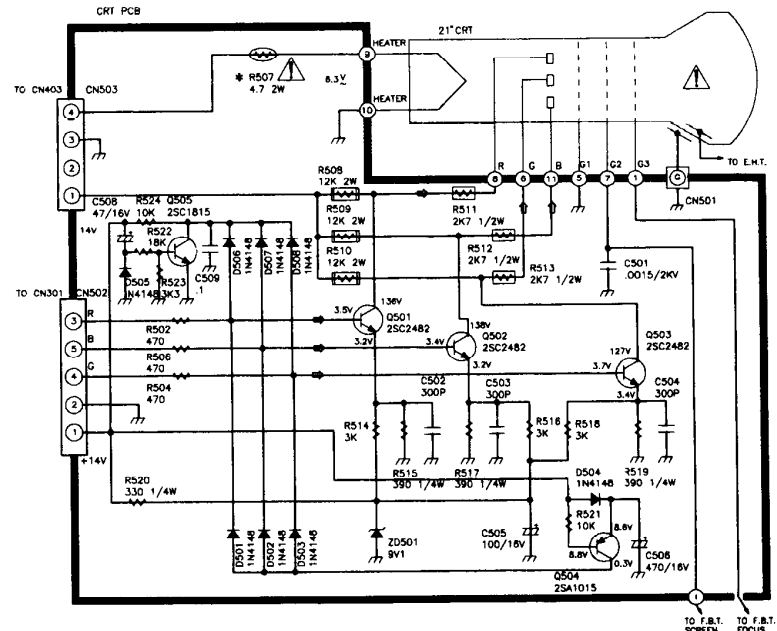 CRT PCB
21" CRT
HEATER
9
* R507
4.7 2W
6.3V
~
HEATER
10
TO CN403
CN503
4
3
2
1
R
G
B
G1
G2
G3
8
6
11
5
7
1
G
TO E.H.T.
CN501
R508
12K 2W
R509
12K 2W
R510
12K 2W
R511
2K7 1/2W
R512
2K7 1/2W
R513
2K7 1/2W
C501
.0015/2KV
C508
47/16V
R524
10K
Q505
2SC1815
14V
R522
18K
D505
1N4148
R523
3K3
C509
.1
D506
1N4148
D507
1N4148
D508
1N4148
TO CN301
CN502
3
R
5
B
4
G
2
1
+14V
R502
470
R506
470
R504
470
3.5V
136V
3.2V
Q501
2SC2482
3.4V
138V
3.2V
Q502
2SC2482
3.7V
127V
3.4V
Q503
2SC2482
C502
300P
C503
300P
C504
300P
R514
3K
R515
390 1/4W
R517
390 1/4W
R516
3K
R518
3K
R519
390 1/4W
R520
330 1/4W
D501
1N4148
D502
1N4148
D503
1N4148
ZD501
9V1
C505
100/16V
D504
1N4148
R521
10K
8.8V
8.8V
0.3V
Q504
2SA1015
C506
470/16V
1
TO F.B.T.
SCREEN
TO F.B.T.
FOCUS